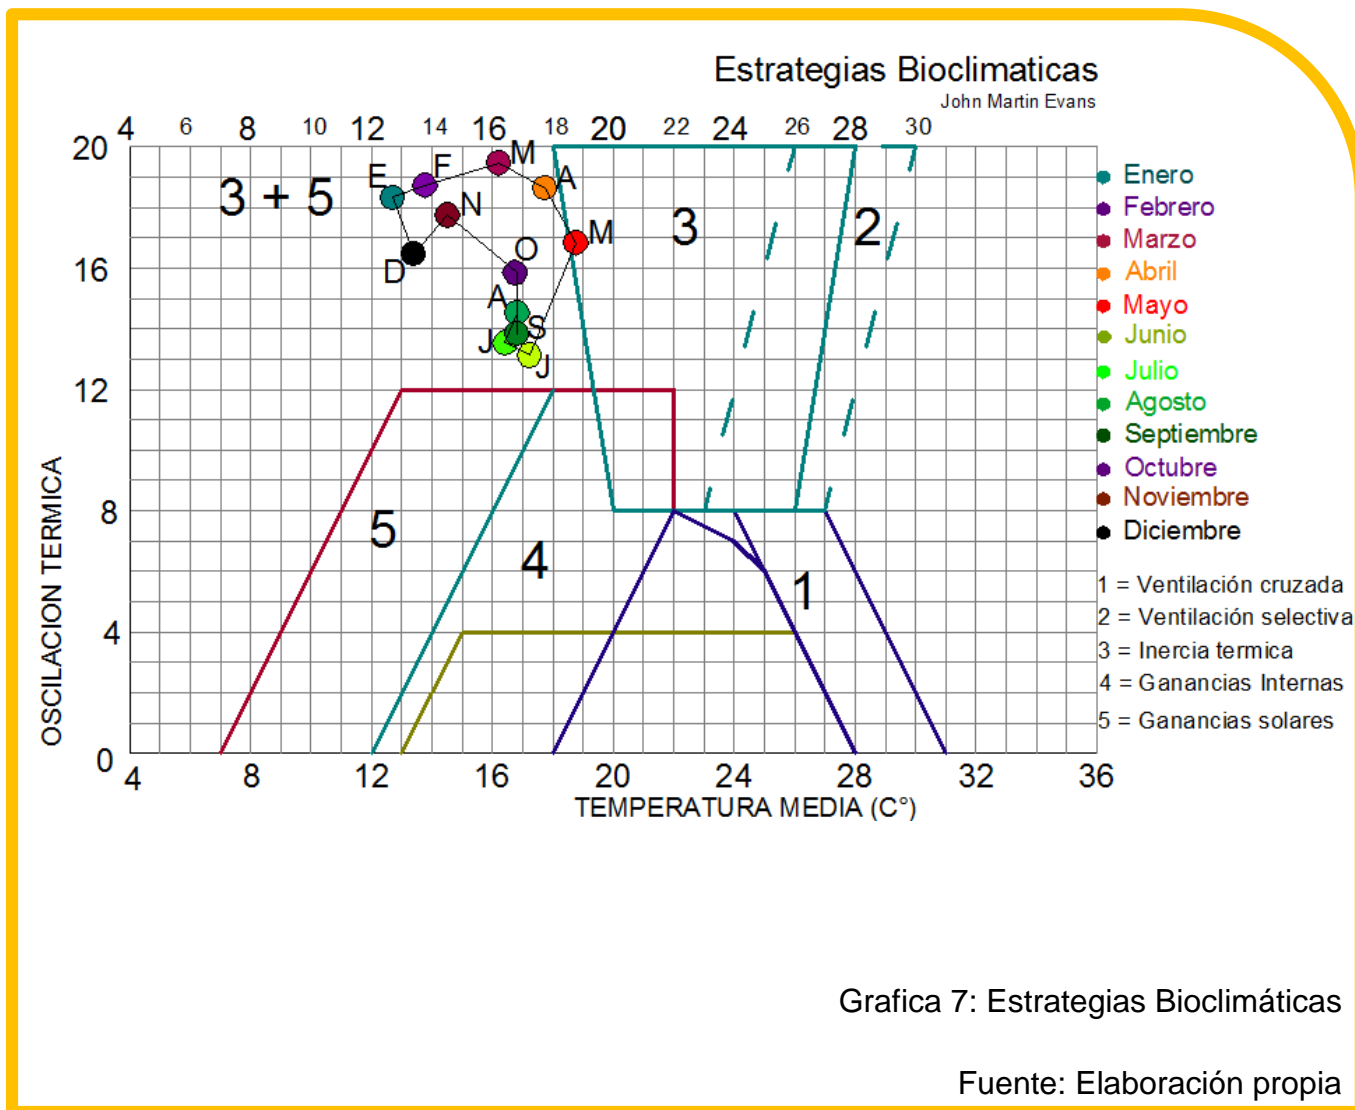 Estrategias Bioclimaticas
John Martin Evans
4 6 8 10 12 14 16 18 20 22 24 26 28 30
20
16
12
8
4
0
OSCILACION TERMICA
3 + 5
E
F
M
A
M
N
D
O
A
S
J
J
3
2
5
4
1
4 8 12 16 20 24 28 32 36
TEMPERATURA MEDIA (C°)
Enero
Febrero
Marzo
Abril
Mayo
Junio
Julio
Agosto
Septiembre
Octubre
Noviembre
Diciembre
1 = Ventilación cruzada
2 = Ventilación selectiva
3 = Inercia termica
4 = Ganancias Internas
5 = Ganancias solares
Grafica 7: Estrategias Bioclimáticas
Fuente: Elaboración propia